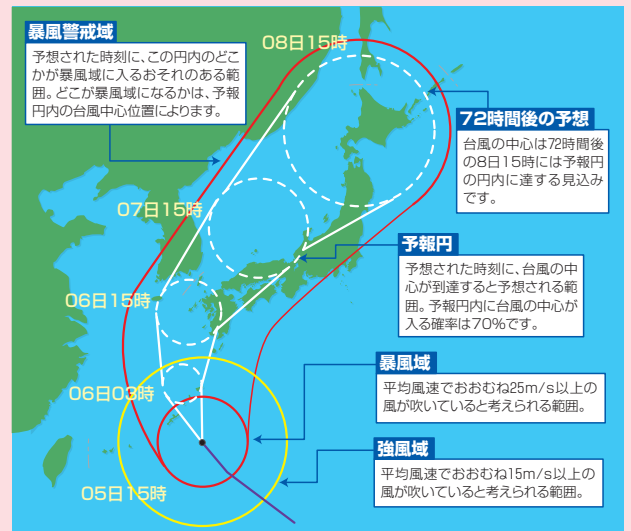 暴風警戒域
予想された時刻に、この円内のどこ
かが暴風域に入るおそれのある範
囲。どこが暴風域になるかは、予報
円内の台風中心位置によります。
08日15時
72時間後の予想
台風の中心は72時間後
の8日15時には予報円
の円内に達する見込み
です。
07日15時
予報円
予想された時刻に、台風の中
心が到達すると予想される範
囲。予報円内に台風の中心が
入る確率は70%です。
06日15時
暴風域
平均風速でおおむね25m/s以上の
風が吹いていると考えられる範囲。
06日03時
強風域
平均風速でおおむね15m/s以上の
風が吹いていると考えられる範囲。
05日15時